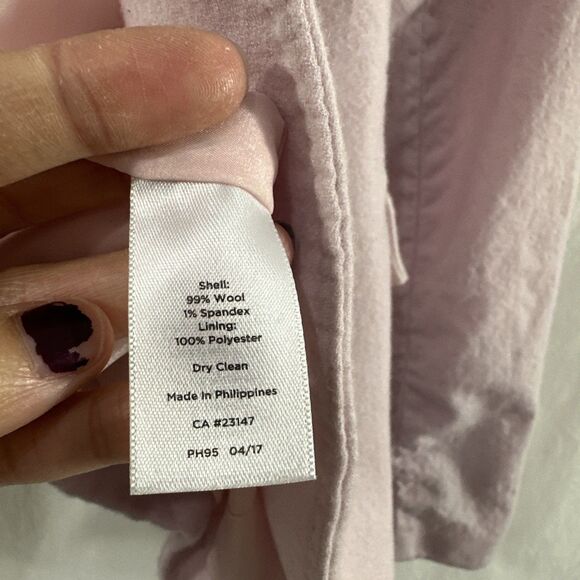 Shell:
99% Wool
1% Spandex
Lining:
100% Polyester
Dry Clean
Made In Philippines
CA #23147
PH95 04/17